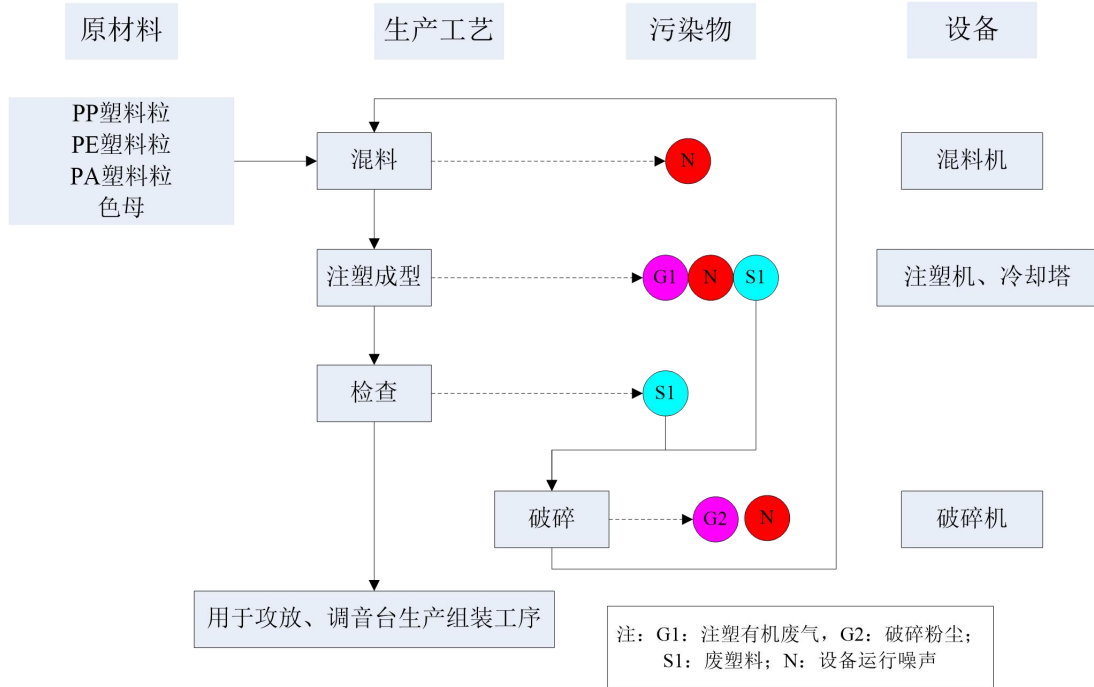 原材料
生产工艺
污染物
设备
PP塑料粒
PE塑料粒
PA塑料粒
色母
混料
N
混料机
注塑成型
G1
N
S1
注塑机、冷却塔
检查
S1
破碎
G2
N
破碎机
用于攻放、调音台生产组装工序
注：G1：注塑有机废气，G2：破碎粉尘；
S1：废塑料；N：设备运行噪声